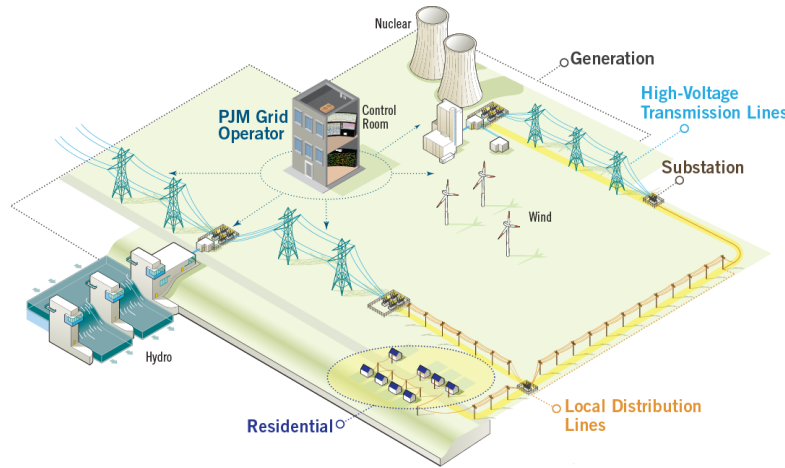 Nuclear
Generation
High-Voltage
Transmission Lines
PJM Grid
Operator
Control
Room
Substation
Wind
Hydro
Residential
Local Distribution
Lines